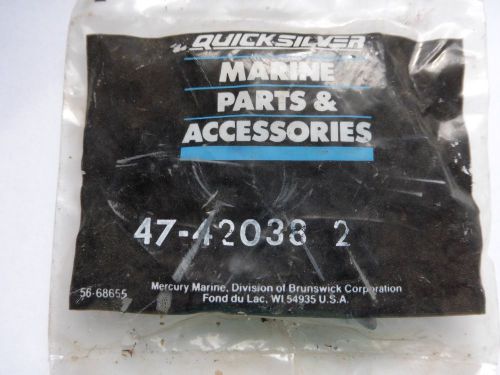 QUICKSILVER
MARINE
PARTS &
ACCESSORIES
47-42038 2
56-68655
Mercury Marine, Division of Brunswick Corporation
Fond du Lac, WI 54935 U.S.A.